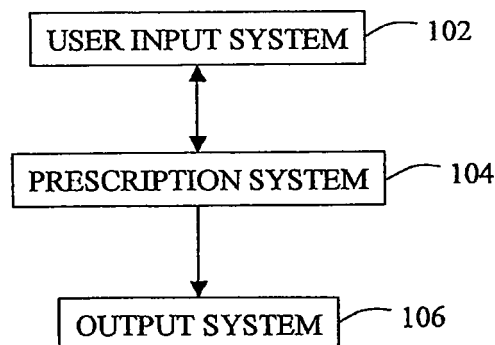 USER INPUT SYSTEM 102
PRESCRIPTION SYSTEM 104
OUTPUT SYSTEM 106